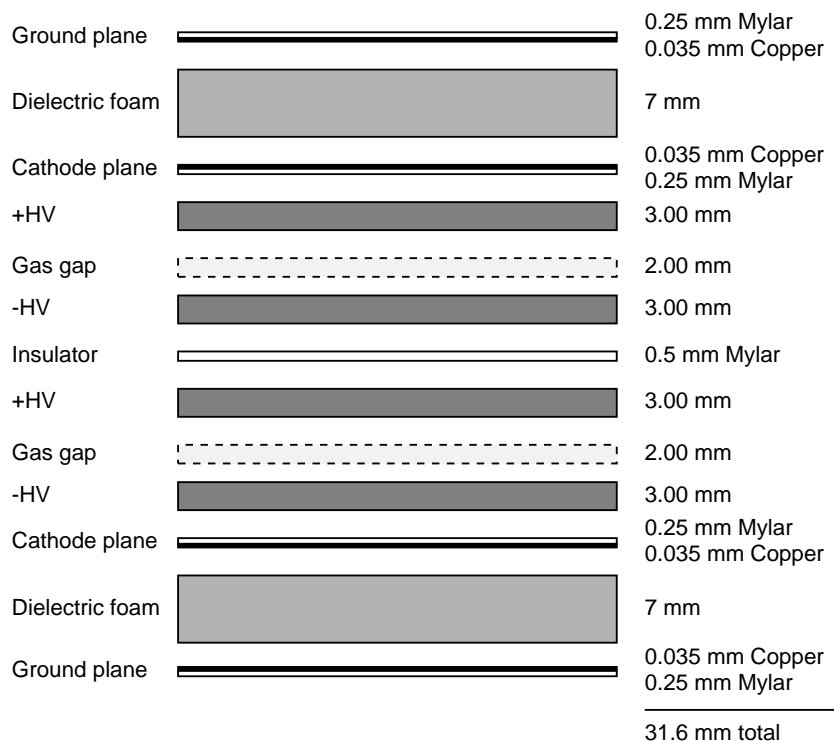 Ground plane
0.25 mm Mylar
0.035 mm Copper
Dielectric foam
7 mm
Cathode plane
0.035 mm Copper
0.25 mm Mylar
+HV
3.00 mm
Gas gap
2.00 mm
-HV
3.00 mm
Insulator
0.5 mm Mylar
+HV
3.00 mm
Gas gap
2.00 mm
-HV
3.00 mm
Cathode plane
0.25 mm Mylar
0.035 mm Copper
Dielectric foam
7 mm
Ground plane
0.035 mm Copper
0.25 mm Mylar
31.6 mm total